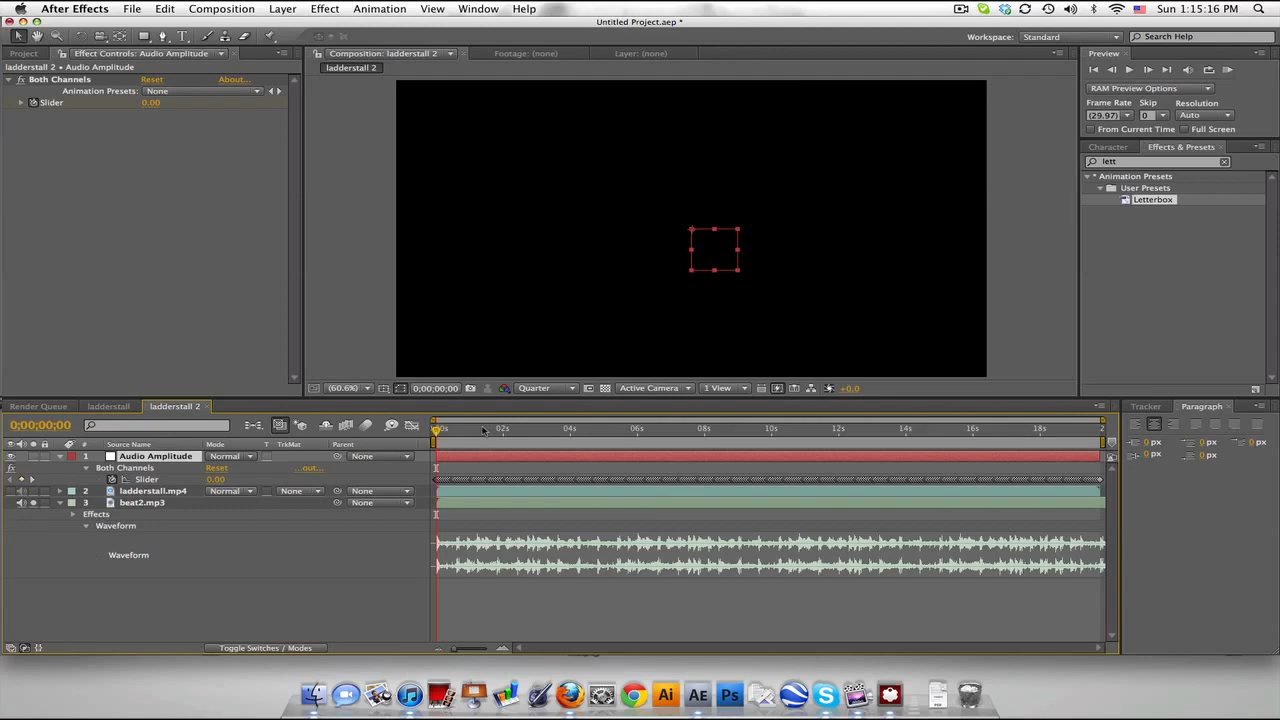 After Effects File Edit Composition Layer Effect Animation View Window Help Sun 1:15:16 PM
Untitled Project.aep *
Workspace: Standard Search Help
Project Effect Controls: Audio Amplitude Composition: ladderstall 2 Footage: (none) Layer: (none) Preview
ladderstall 2 • Audio Amplitude ladderstall 2
Both Channels Reset About...
Animation Presets: None RAM Preview Options
Slider 0.00 Frame Rate Skip Resolution
(29.97) 0 Auto
From Current Time Full Screen
Character Effects & Presets
lett
* Animation Presets
User Presets
Letterbox
(60.6%) 0;00;00;00 Quarter Active Camera 1 View +0.0
Render Queue ladderstall ladderstall 2 Tracker Paragraph
0;00;00;00 00s 02s 04s 06s 08s 10s 12s 14s 16s 18s 2
# Source Name Mode T TrkMat Parent 0 px 0 px 0 px
1 Audio Amplitude Normal None 0 px 0 px
Both Channels Reset ...out...
Slider 0.00
2 ladderstall.mp4 Normal None None
3 beat2.mp3 None
Effects
Waveform
Waveform
Toggle Switches / Modes
Ai AE Ps